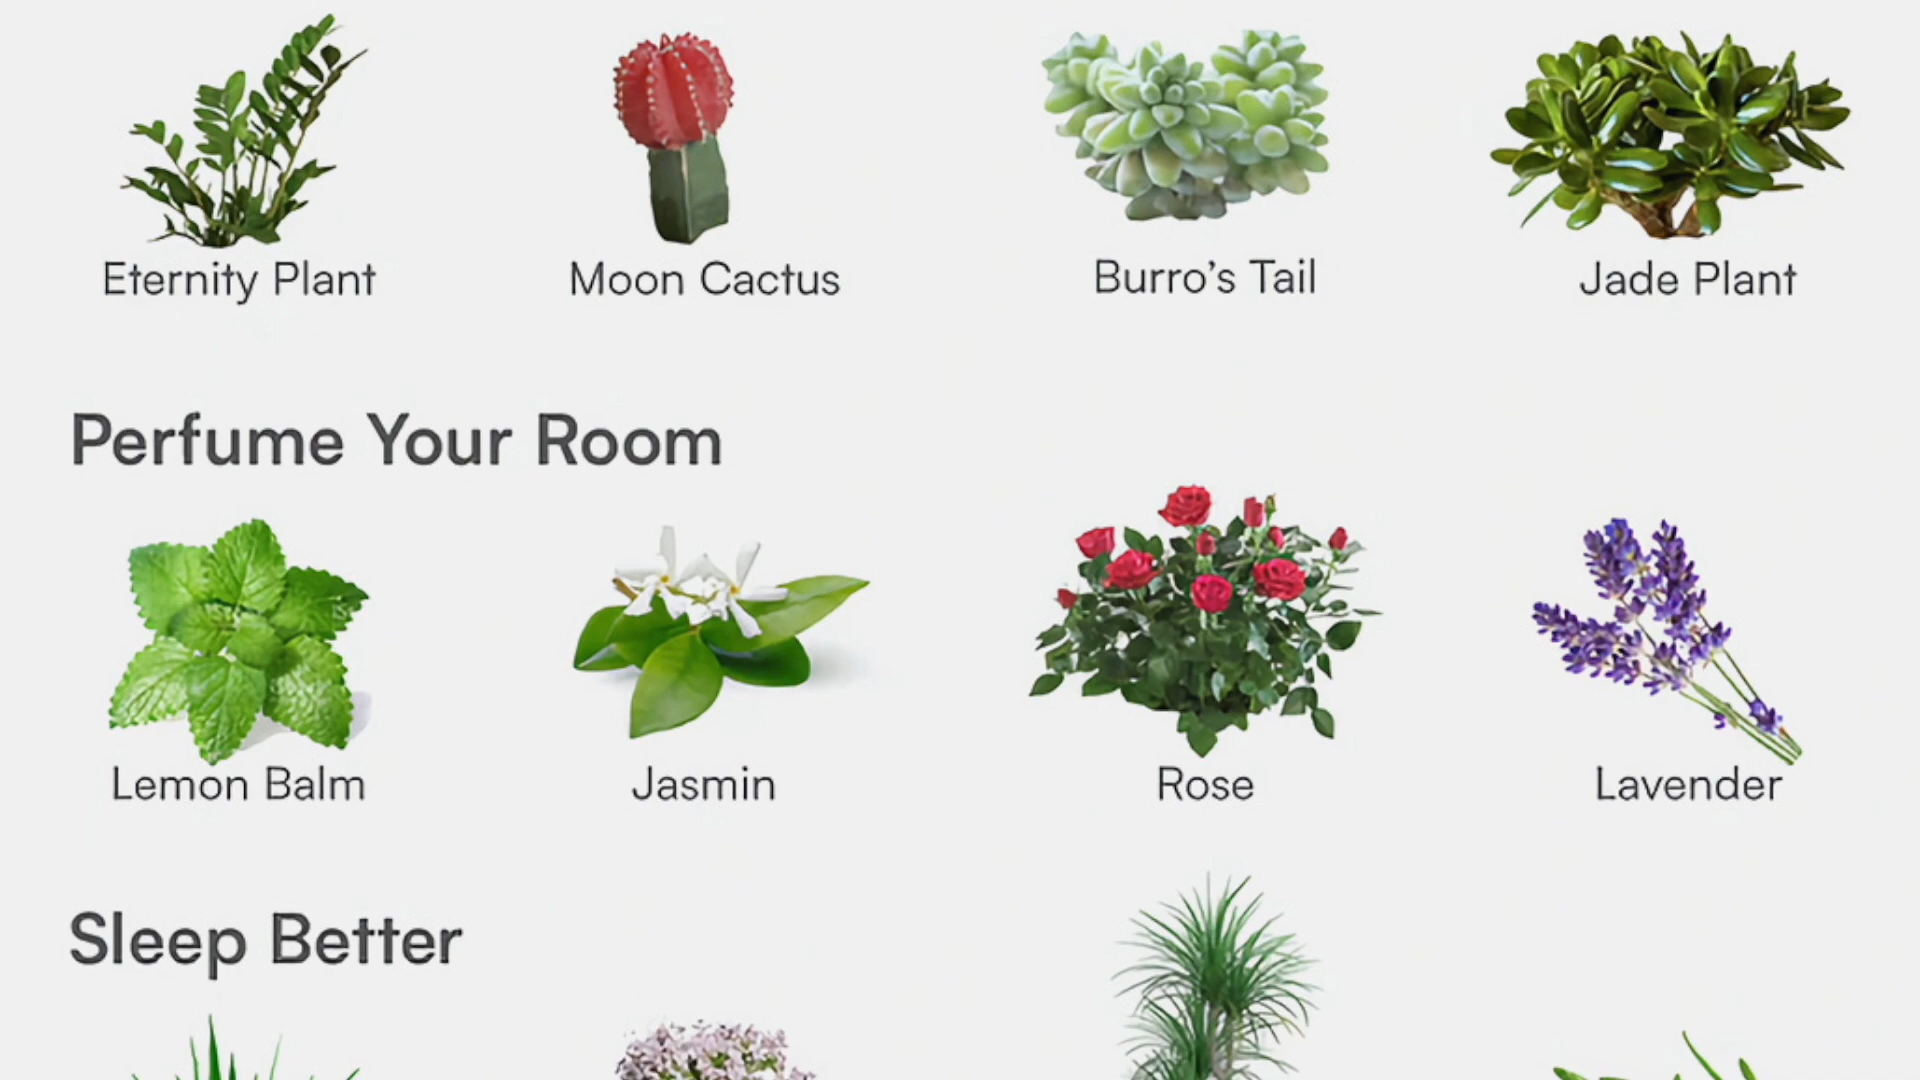 Eternity Plant
Moon Cactus
Burro’s Tail
Jade Plant
Perfume Your Room
Lemon Balm
Jasmin
Rose
Lavender
Sleep Better